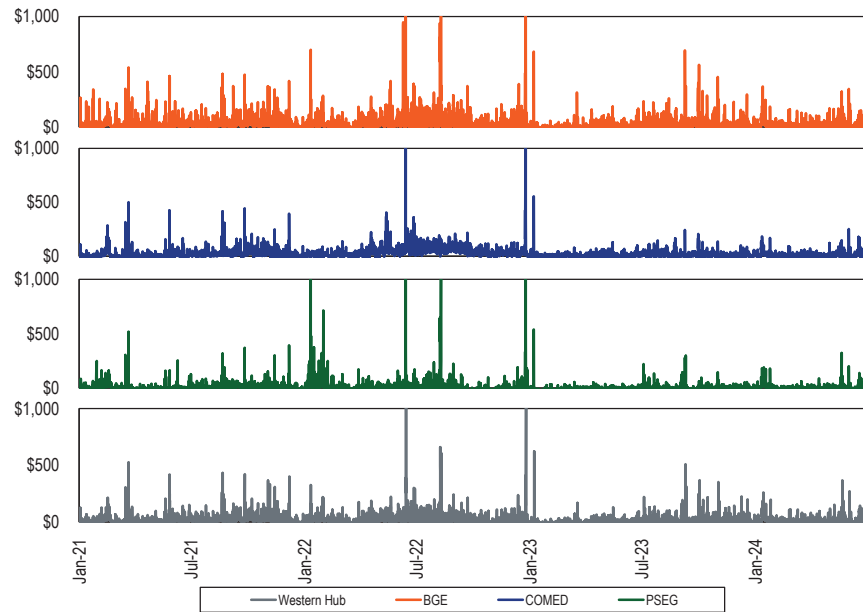 $1,000
$500
$0
$1,000
$500
$0
$1,000
$500
$0
$1,000
$500
$0
Jan-21
Jul-21
Jan-22
Jul-22
Jan-23
Jul-23
Jan-24
Western Hub BGE COMED PSEG